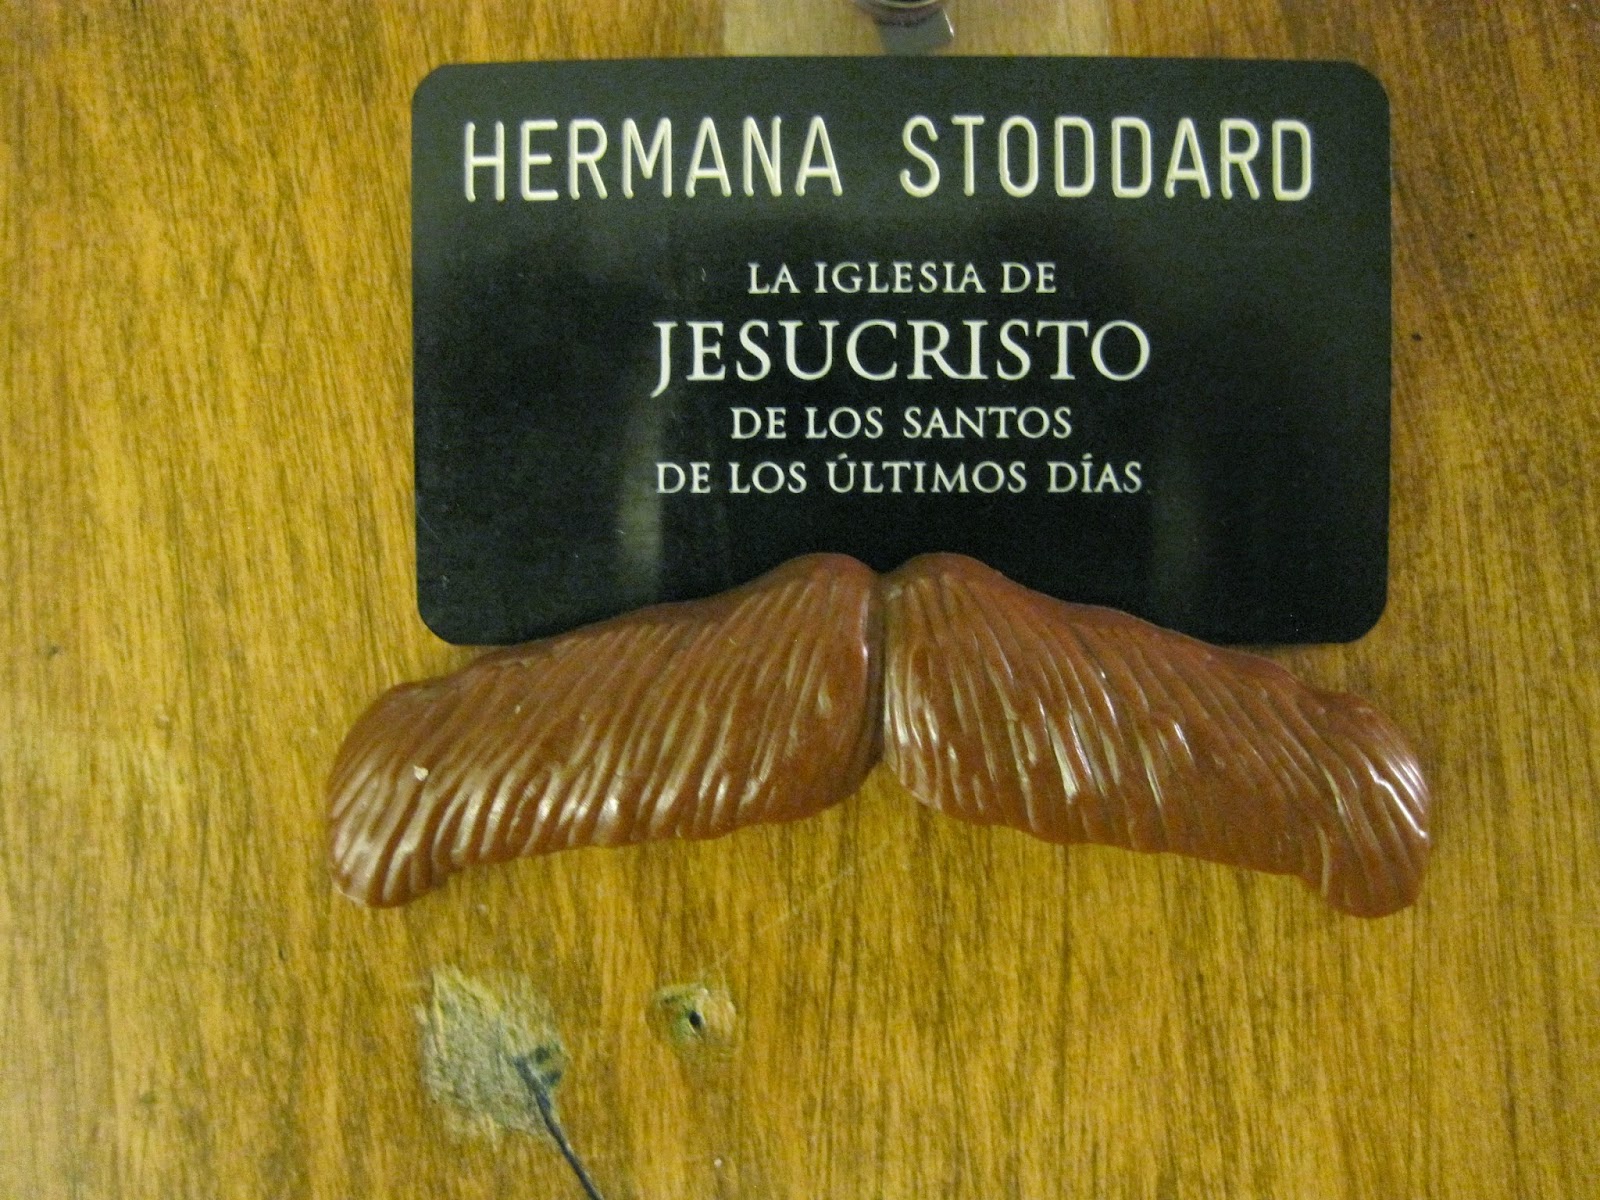 HERMANA STODDARD
LA IGLESIA DE
JESUCRISTO
DE LOS SANTOS
DE LOS ÚLTIMOS DÍAS